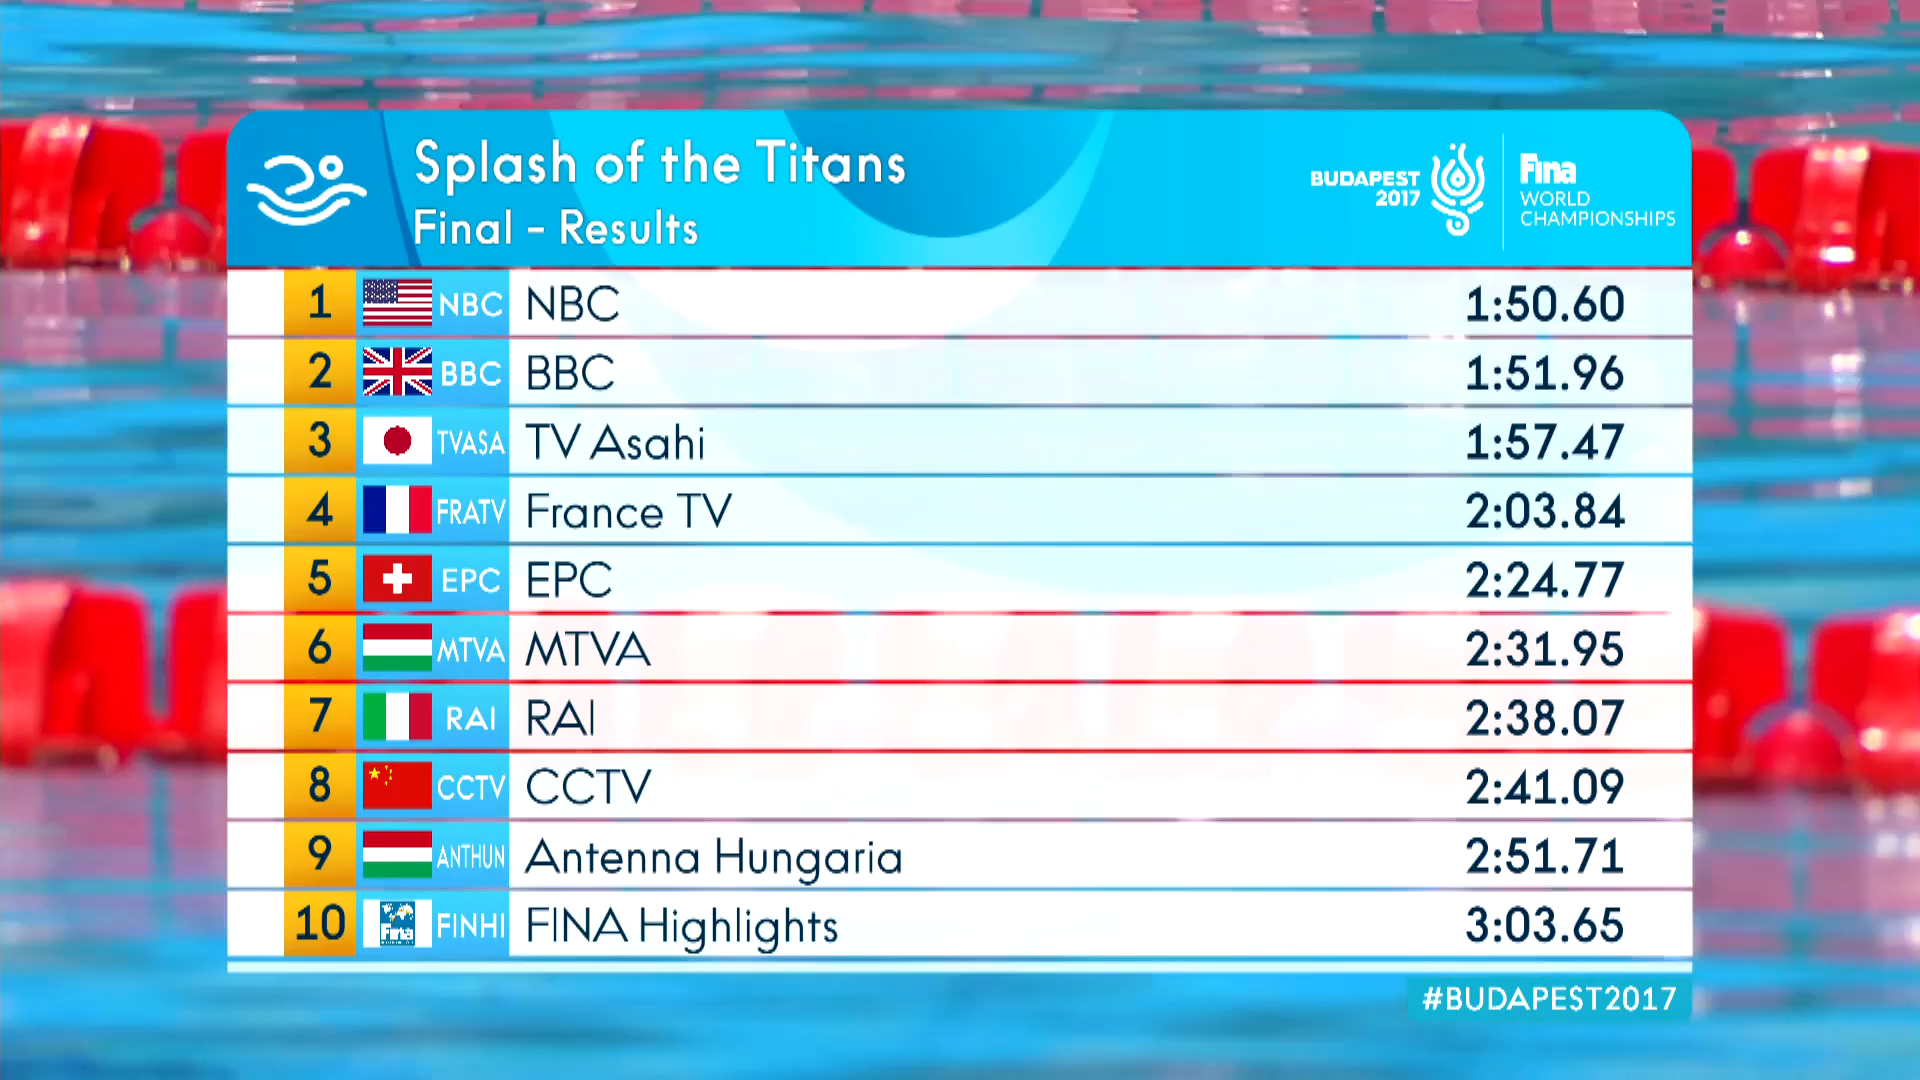 Splash of the Titans
Final - Results
BUDAPEST
2017
Fina
WORLD
CHAMPIONSHIPS
1 NBC NBC 1:50.60
2 BBC BBC 1:51.96
3 TVASA TV Asahi 1:57.47
4 FRATV France TV 2:03.84
5 EPC EPC 2:24.77
6 MTVA MTVA 2:31.95
7 RAI RAI 2:38.07
8 CCTV CCTV 2:41.09
9 ANTHUN Antenna Hungaria 2:51.71
10 Fina FINHI FINA Highlights 3:03.65
#BUDAPEST2017